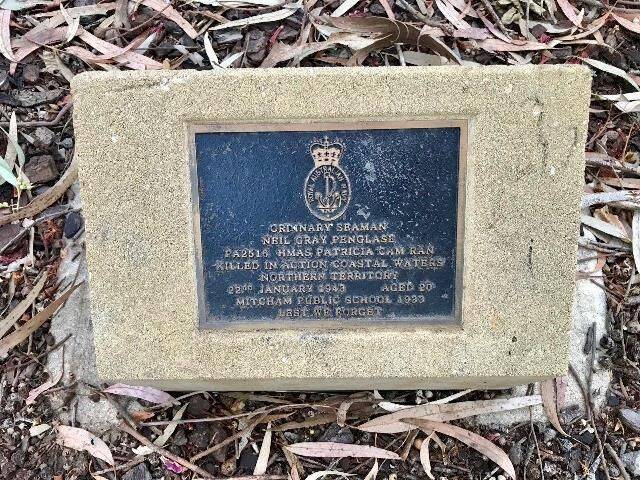 ROYAL AUSTRALIAN NAVY
ORDINARY SEAMAN
NEIL GRAY PENGLASE
PA2516 HMAS PATRICIA CAM RAN
KILLED IN ACTION COASTAL WATERS
NORTHERN TERRITORY
22ND JANUARY 1943 AGED 20
MITCHAM PUBLIC SCHOOL 1933
LEST WE FORGET